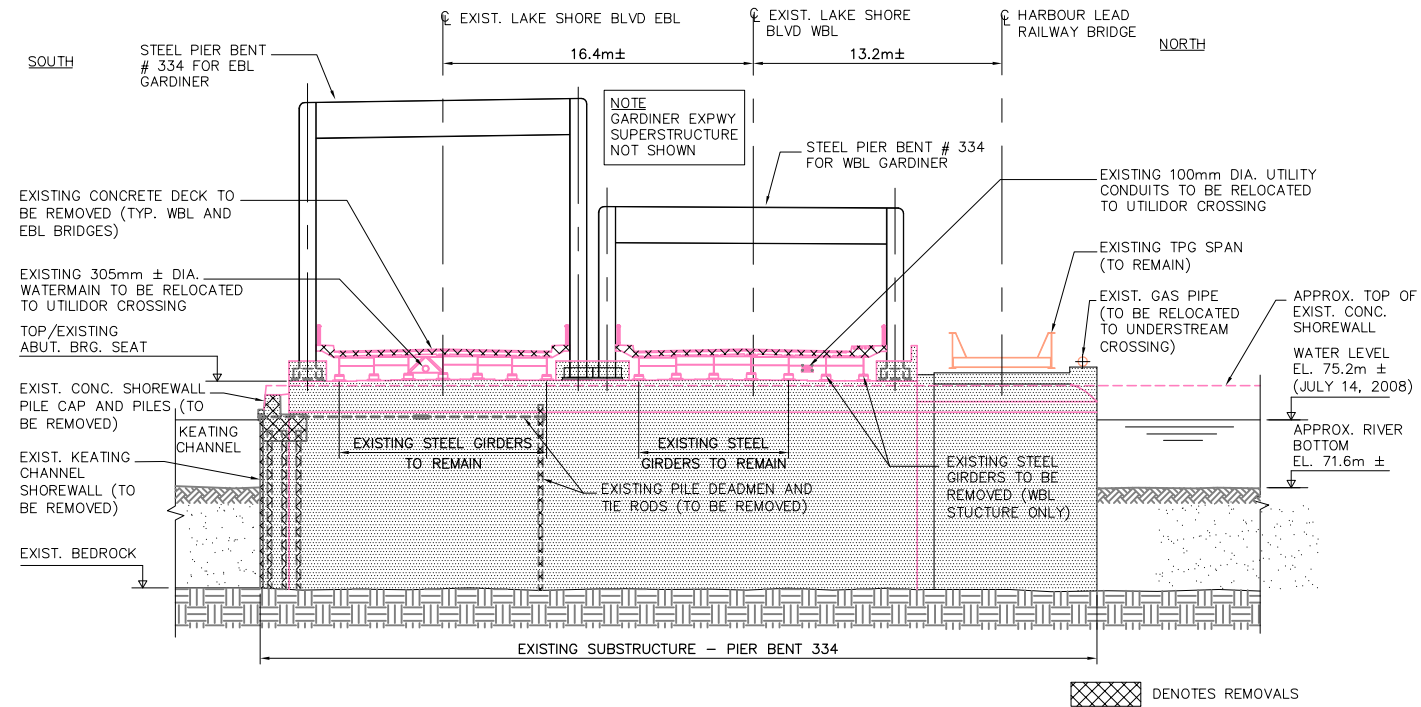 ℄ EXIST. LAKE SHORE BLVD EBL
℄ EXIST. LAKE SHORE
BLVD WBL
℄ HARBOUR LEAD
RAILWAY BRIDGE
SOUTH
NORTH
16.4m±
13.2m±
STEEL PIER BENT
# 334 FOR EBL
GARDINER
NOTE
GARDINER EXPWY
SUPERSTRUCTURE
NOT SHOWN
STEEL PIER BENT # 334
FOR WBL GARDINER
EXISTING 100mm DIA. UTILITY
CONDUITS TO BE RELOCATED
TO UTILIDOR CROSSING
EXISTING CONCRETE DECK TO
BE REMOVED (TYP. WBL AND
EBL BRIDGES)
EXISTING TPG SPAN
(TO REMAIN)
EXISTING 305mm ± DIA.
WATERMAIN TO BE RELOCATED
TO UTILIDOR CROSSING
EXIST. GAS PIPE
(TO BE RELOCATED
TO UNDERSTREAM
CROSSING)
APPROX. TOP OF
EXIST. CONC.
SHOREWALL
TOP/EXISTING
ABUT. BRG. SEAT
WATER LEVEL
EL. 75.2m ±
(JULY 14, 2008)
EXIST. CONC. SHOREWALL
PILE CAP AND PILES (TO
BE REMOVED)
KEATING
CHANNEL
APPROX. RIVER
BOTTOM
EL. 71.6m ±
EXISTING STEEL GIRDERS
TO REMAIN
EXISTING STEEL
GIRDERS TO REMAIN
EXIST. KEATING
CHANNEL
SHOREWALL (TO
BE REMOVED)
EXISTING STEEL
GIRDERS TO BE
REMOVED (WBL
STUCTURE ONLY)
EXISTING PILE DEADMEN AND
TIE RODS (TO BE REMOVED)
EXIST. BEDROCK
EXISTING SUBSTRUCTURE – PIER BENT 334
DENOTES REMOVALS